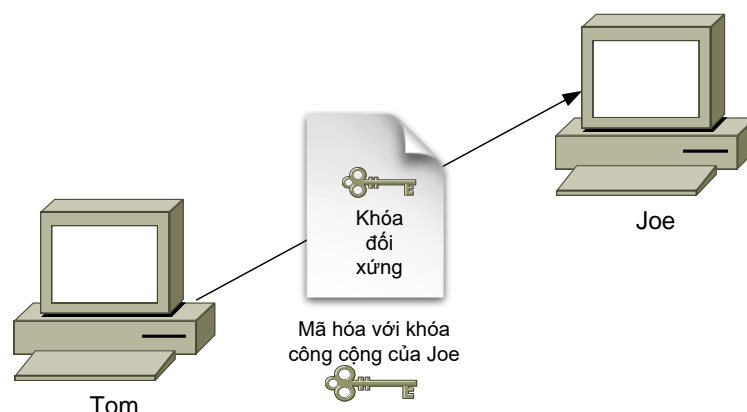 Joe
Khóa
đối
xứng
Mã hóa với khóa
công cộng của Joe
Tom